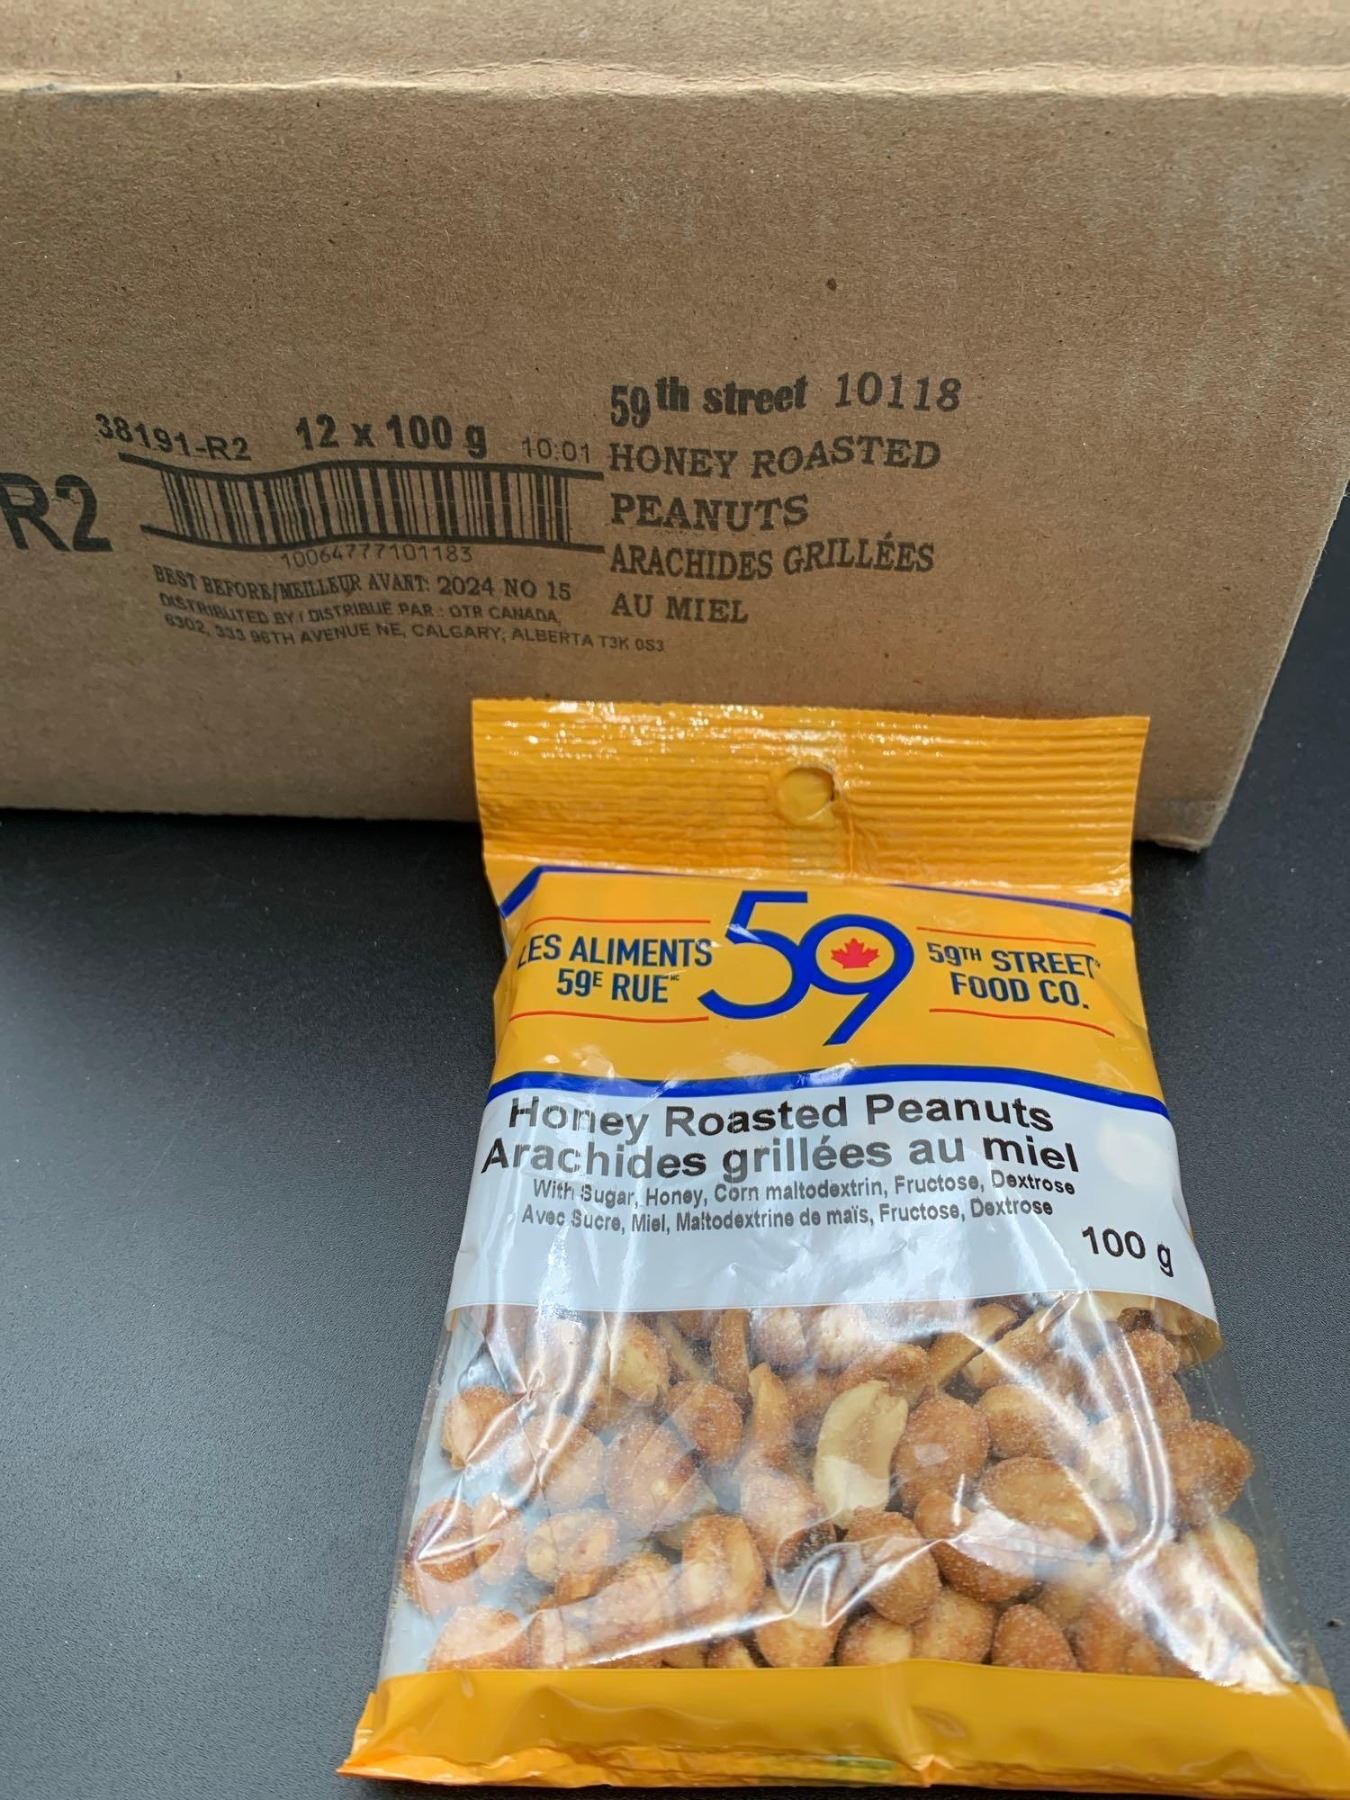 59th street 10118
38191-R2 12 x 100 g 10:01 HONEY ROASTED
R2
PEANUTS
10064777101183
ARACHIDES GRILLÉES
BEST BEFORE/MEILLEUR AVANT: 2024 NO 15
AU MIEL
DISTRIBUTED BY / DISTRIBUÉ PAR : OTR CANADA,
6302, 333 96TH AVENUE NE, CALGARY, ALBERTA T3K 0S3
LES ALIMENTS
59E RUE MC
59
59TH STREET
FOOD CO.
Honey Roasted Peanuts
Arachides grillées au miel
With Sugar, Honey, Corn maltodextrin, Fructose, Dextrose
Avec Sucre, Miel, Maltodextrine de maïs, Fructose, Dextrose
100 g